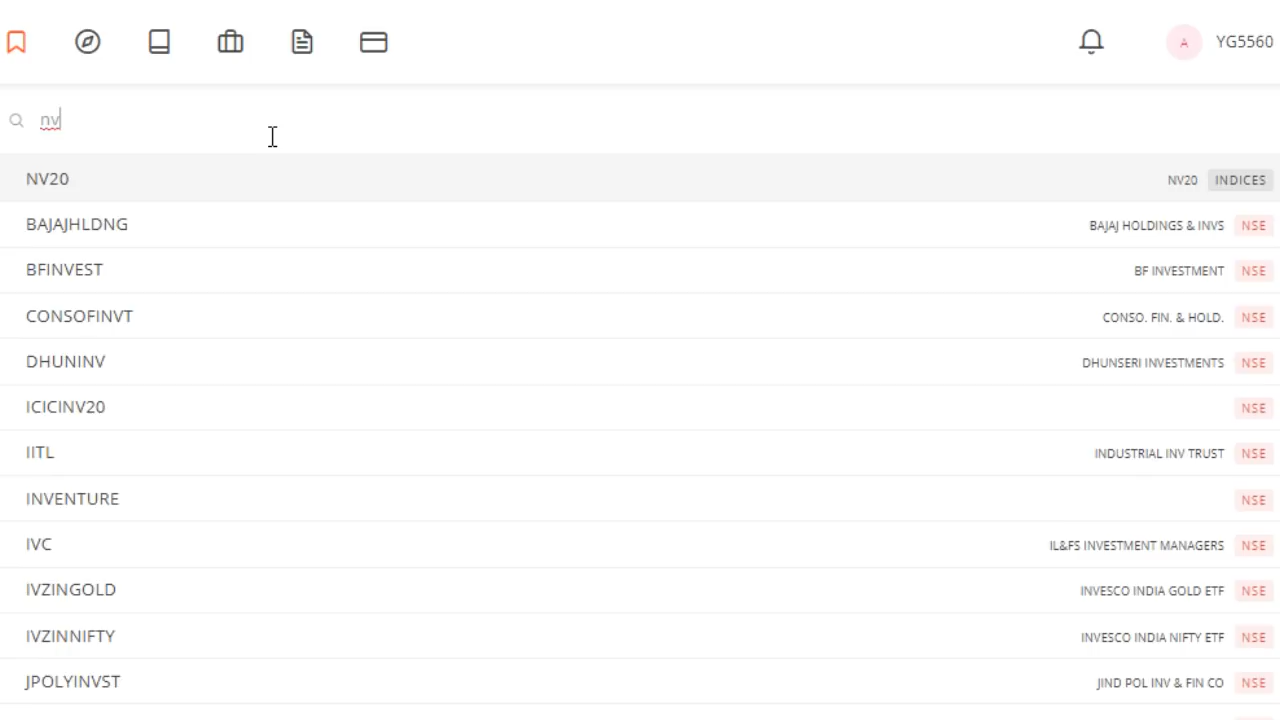 A YG5560
nv
NV20 NV20 INDICES
BAJAJHLDNG BAJAJ HOLDINGS & INVS NSE
BFINVEST BF INVESTMENT NSE
CONSOFINVT CONSO. FIN. & HOLD. NSE
DHUNINV DHUNSERI INVESTMENTS NSE
ICICINV20 NSE
IITL INDUSTRIAL INV TRUST NSE
INVENTURE NSE
IVC IL&FS INVESTMENT MANAGERS NSE
IVZINGOLD INVESCO INDIA GOLD ETF NSE
IVZINNIFTY INVESCO INDIA NIFTY ETF NSE
JPOLYINVST JIND POL INV & FIN CO NSE